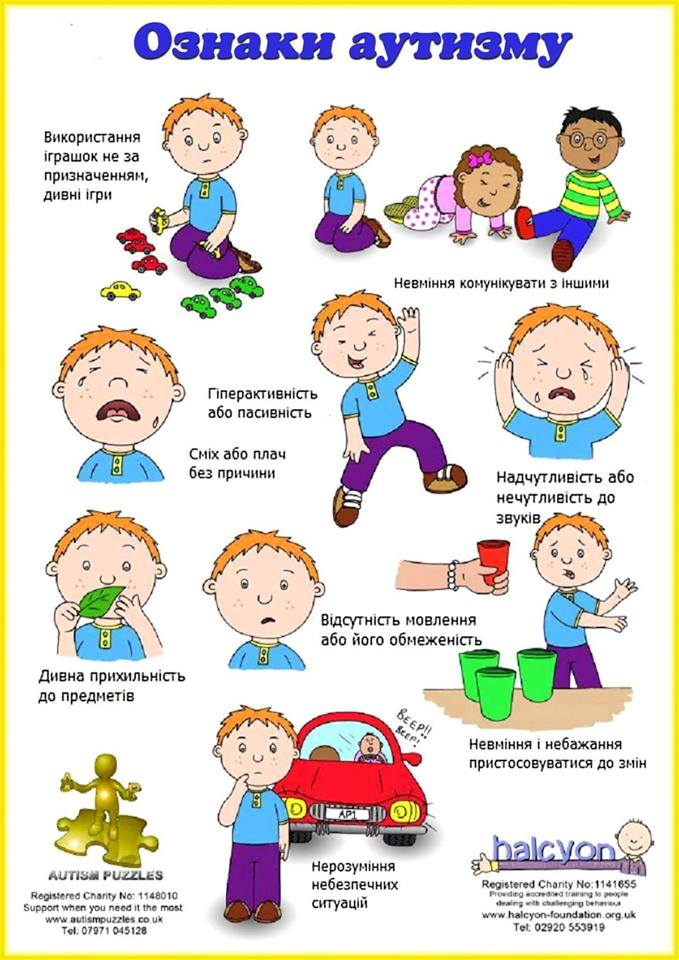 Ознаки аутизму
Використання
іграшок не за
призначенням,
дивні ігри
Невміння комунікувати з іншими
Гіперактивність
або пасивність
Сміх або плач
без причини
Надчутливість або
нечутливість до
звуків
Відсутність мовлення
або його обмеженість
Дивна прихильність
до предметів
Невміння і небажання
пристосовуватися до змін
BEEP!!
BEEP!
AP1
Нерозуміння
небезпечних
ситуацій
AUTISM PUZZLES
Registered Charity No: 1148010
Support when you need it the most
www.autismpuzzles.co.uk
Tel: 07971 045128
halcyon
Registered Charity No:1141655
Providing accredited training to people
dealing with challenging behaviour
www.halcyon-foundation.org.uk
Tel: 02920 553919